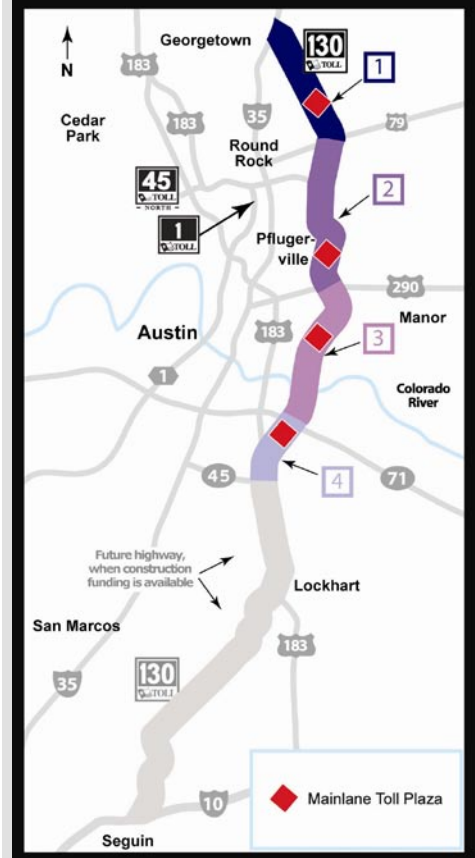 Georgetown
130
TOLL
1
N
183
Cedar
Park
183
35
79
Round
Rock
45
TOLL
NORTH
2
1
TOLL
Pfluger-
ville
290
Manor
Austin
183
3
1
Colorado
River
45
4
71
Future highway,
when construction
funding is available
Lockhart
San Marcos
183
130
TOLL
35
10
Mainlane Toll Plaza
Seguin